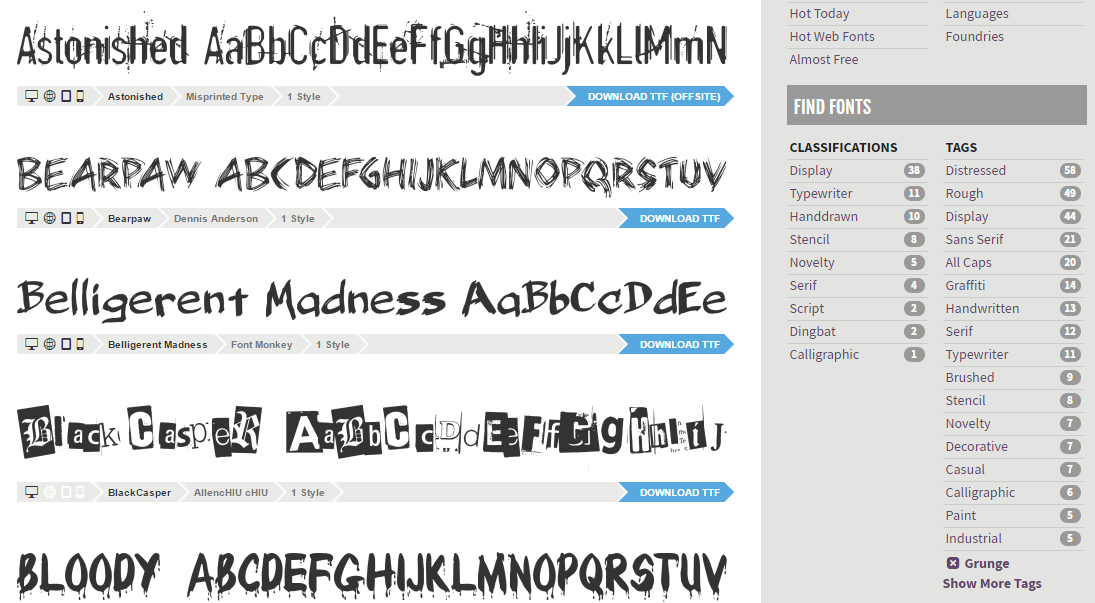 Astonished AaBbCcDdEeFfGgHhIiJjKkLlMmN
Astonished Misprinted Type 1 Style DOWNLOAD TTF (OFFSITE)
BEARPAW ABCDEFGHIJKLMNOPQRSTUV
Bearpaw Dennis Anderson 1 Style DOWNLOAD TTF
Belligerent Madness AaBbCcDdEe
Belligerent Madness Font Monkey 1 Style DOWNLOAD TTF
BlackCasper AaBbCcDdEeFfGgHhIiJ
BlackCasper AllencHIU cHIU 1 Style DOWNLOAD TTF
BLOODY ABCDEFGHIJKLMNOPQRSTUV
Hot Today
Hot Web Fonts
Almost Free
Languages
Foundries
FIND FONTS
CLASSIFICATIONS
Display 38
Typewriter 11
Handdrawn 10
Stencil 8
Novelty 5
Serif 4
Script 2
Dingbat 2
Calligraphic 1
TAGS
Distressed 58
Rough 49
Display 44
Sans Serif 21
All Caps 20
Graffiti 14
Handwritten 13
Serif 12
Typewriter 11
Brushed 9
Stencil 8
Novelty 7
Decorative 7
Casual 7
Calligraphic 6
Paint 5
Industrial 5
Grunge
Show More Tags